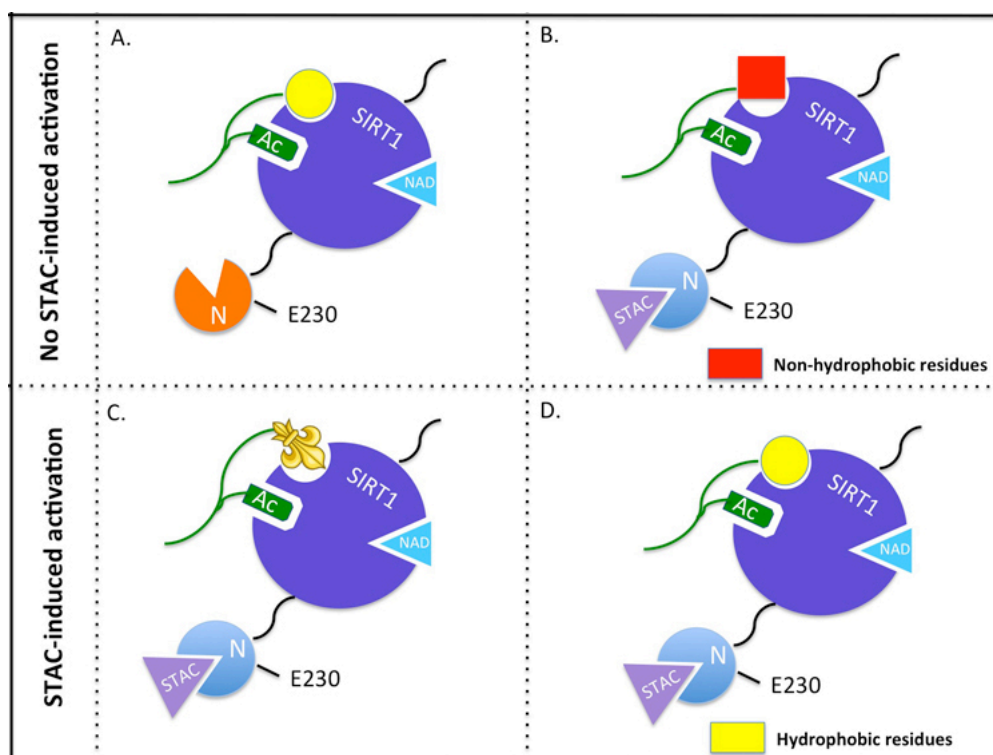 No STAC-induced activation
A.
SIRT1
Ac
NAD
N
E230
B.
SIRT1
Ac
NAD
N
STAC
E230
Non-hydrophobic residues
STAC-induced activation
C.
SIRT1
Ac
NAD
N
STAC
E230
D.
SIRT1
Ac
NAD
N
STAC
E230
Hydrophobic residues